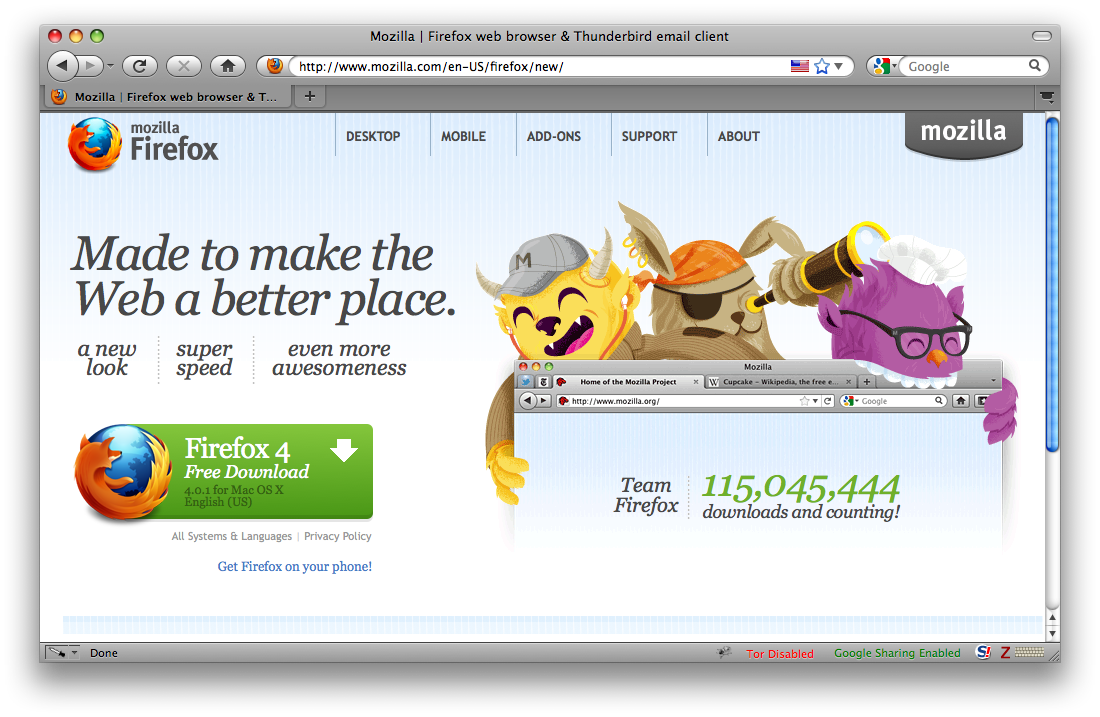 Mozilla | Firefox web browser & Thunderbird email client
http://www.mozilla.com/en-US/firefox/new/
Google
Mozilla | Firefox web browser & T...
mozilla
Firefox
DESKTOP
MOBILE
ADD-ONS
SUPPORT
ABOUT
mozilla
Made to make the
Web a better place.
a new
look
super
speed
even more
awesomeness
M
Mozilla
Home of the Mozilla Project
Cupcake – Wikipedia, the free e...
http://www.mozilla.org/
Google
Firefox 4
Free Download
4.0.1 for Mac OS X
English (US)
Team
Firefox
115,045,444
downloads and counting!
All Systems & Languages | Privacy Policy
Get Firefox on your phone!
Done
Tor Disabled
Google Sharing Enabled
S!
Z